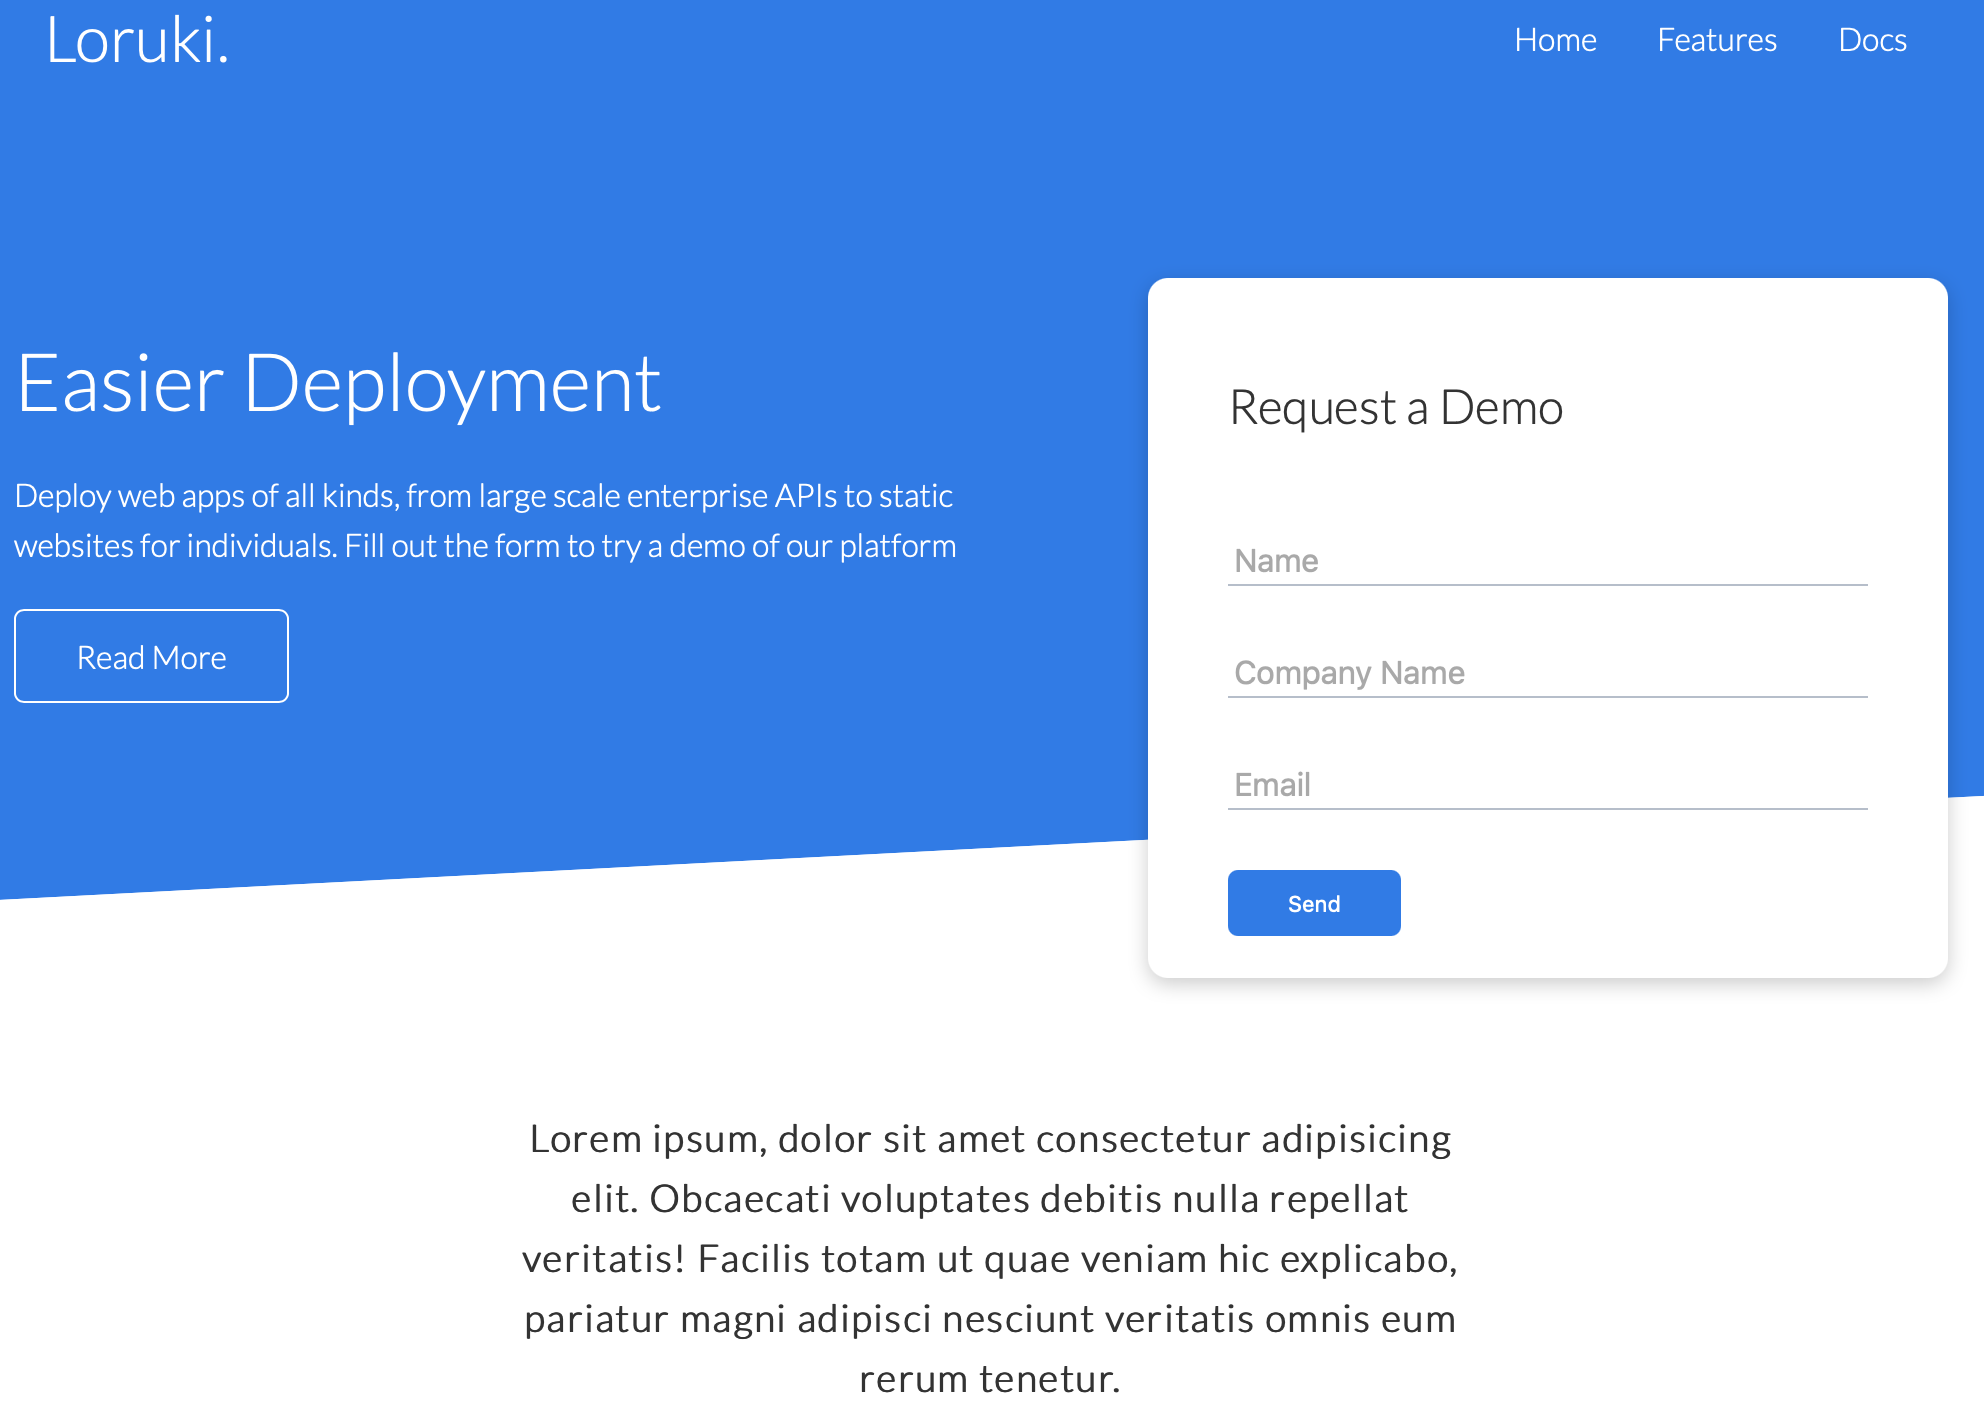 Loruki.
Home
Features
Docs
Easier Deployment
Deploy web apps of all kinds, from large scale enterprise APIs to static
websites for individuals. Fill out the form to try a demo of our platform
Read More
Request a Demo
Name
Company Name
Email
Send
Lorem ipsum, dolor sit amet consectetur adipisicing
elit. Obcaecati voluptates debitis nulla repellat
veritatis! Facilis totam ut quae veniam hic explicabo,
pariatur magni adipisci nesciunt veritatis omnis eum
rerum tenetur.